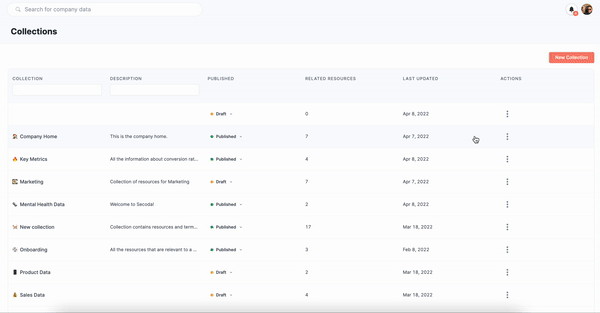 Search for company data
Collections
New Collection
COLLECTION DESCRIPTION PUBLISHED RELATED RESOURCES LAST UPDATED ACTIONS
Draft 0 Apr 8, 2022
Company Home This is the company home. Published 7 Apr 7, 2022
Key Metrics All the information about conversion rat... Published 4 Apr 8, 2022
Marketing Collection of resources for Marketing Draft 7 Apr 7, 2022
Mental Health Data Welcome to Secoda! Published 2 Apr 8, 2022
New collection Collection contains resources and term... Published 17 Mar 18, 2022
Onboarding All the resources that are relevant to a ... Published 3 Feb 8, 2022
Product Data Draft 2 Mar 18, 2022
Sales Data Draft 4 Mar 18, 2022